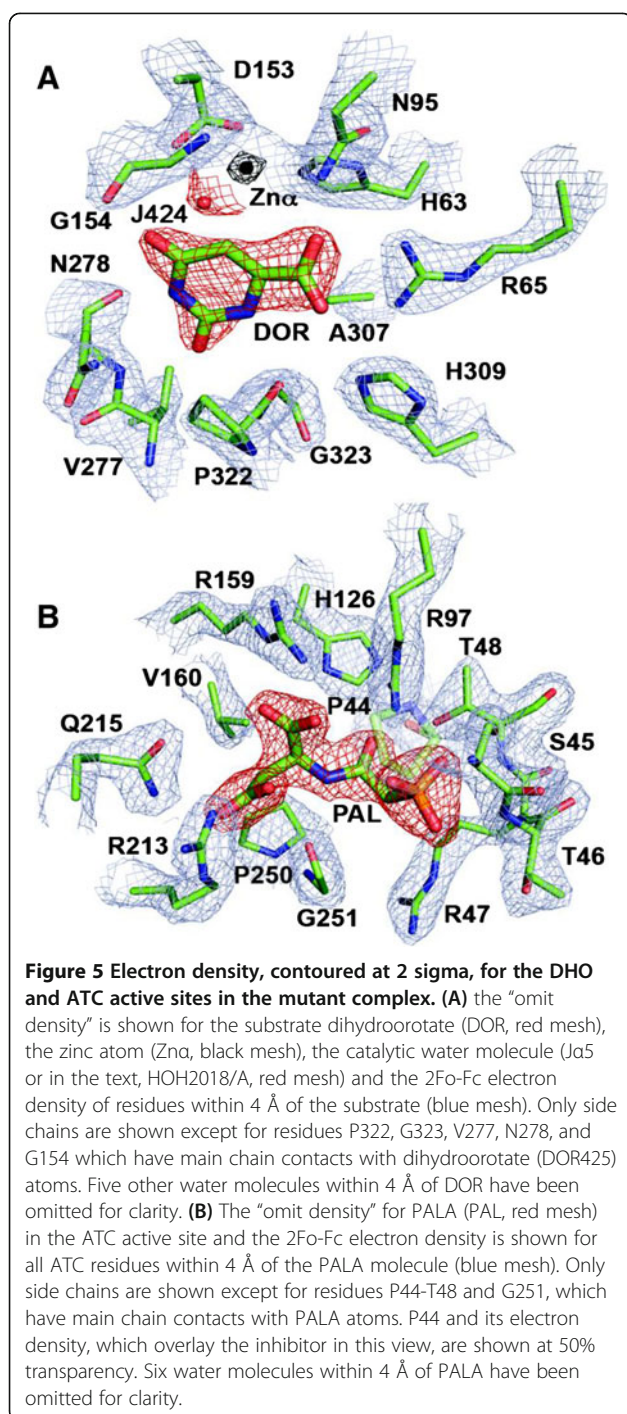 A
D153
N95
Znα
H63
G154
J424
N278
R65
DOR
A307
H309
V277
P322
G323
B
R159
H126
R97
T48
V160
P44
Q215
S45
PAL
R213
T46
P250
G251
R47
Figure 5 Electron density, contoured at 2 sigma, for the DHO
and ATC active sites in the mutant complex. (A) the “omit
density” is shown for the substrate dihydroorotate (DOR, red mesh),
the zinc atom (Znα, black mesh), the catalytic water molecule (Jα5
or in the text, HOH2018/A, red mesh) and the 2Fo-Fc electron
density of residues within 4 Å of the substrate (blue mesh). Only side
chains are shown except for residues P322, G323, V277, N278, and
G154 which have main chain contacts with dihydroorotate (DOR425)
atoms. Five other water molecules within 4 Å of DOR have been
omitted for clarity. (B) The “omit density” for PALA (PAL, red mesh)
in the ATC active site and the 2Fo-Fc electron density is shown for
all ATC residues within 4 Å of the PALA molecule (blue mesh). Only
side chains are shown except for residues P44-T48 and G251, which
have main chain contacts with PALA atoms. P44 and its electron
density, which overlay the inhibitor in this view, are shown at 50%
transparency. Six water molecules within 4 Å of PALA have been
omitted for clarity.